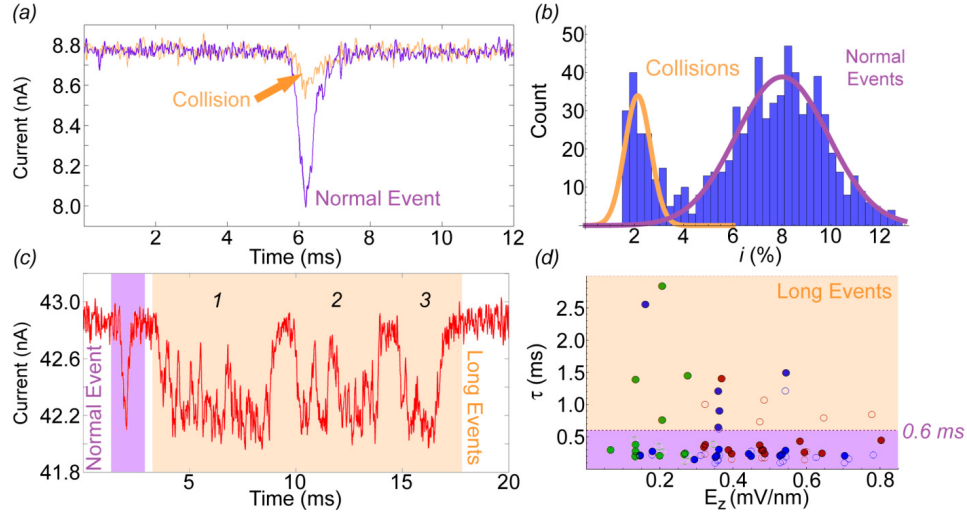 (a)
Current (nA)
8.8
8.6
8.4
8.2
8.0
Collision
Normal Event
2
4
6
8
10
12
Time (ms)
(b)
Count
50
40
30
20
10
0
Collisions
Normal
Events
2
4
6
8
10
12
i (%)
(c)
Current (nA)
43.0
42.6
42.2
41.8
Normal Event
1
2
3
Long Events
0
5
10
15
20
Time (ms)
(d)
τ (ms)
2.5
2.0
1.5
1.0
0.5
Long Events
0.6 ms
0.2
0.4
0.6
0.8
Ez (mV/nm)